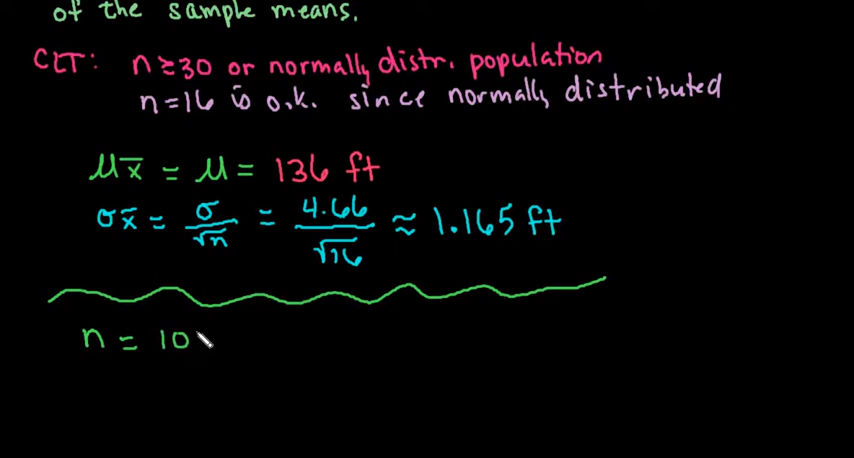 of the sample means.
CLT: n ≥ 30 or normally distr. population
n = 16 is o.k. since normally distributed
μx̄ = μ = 136 ft
σx̄ = σ/√n = 4.66/√16 ≈ 1.165 ft
n = 10